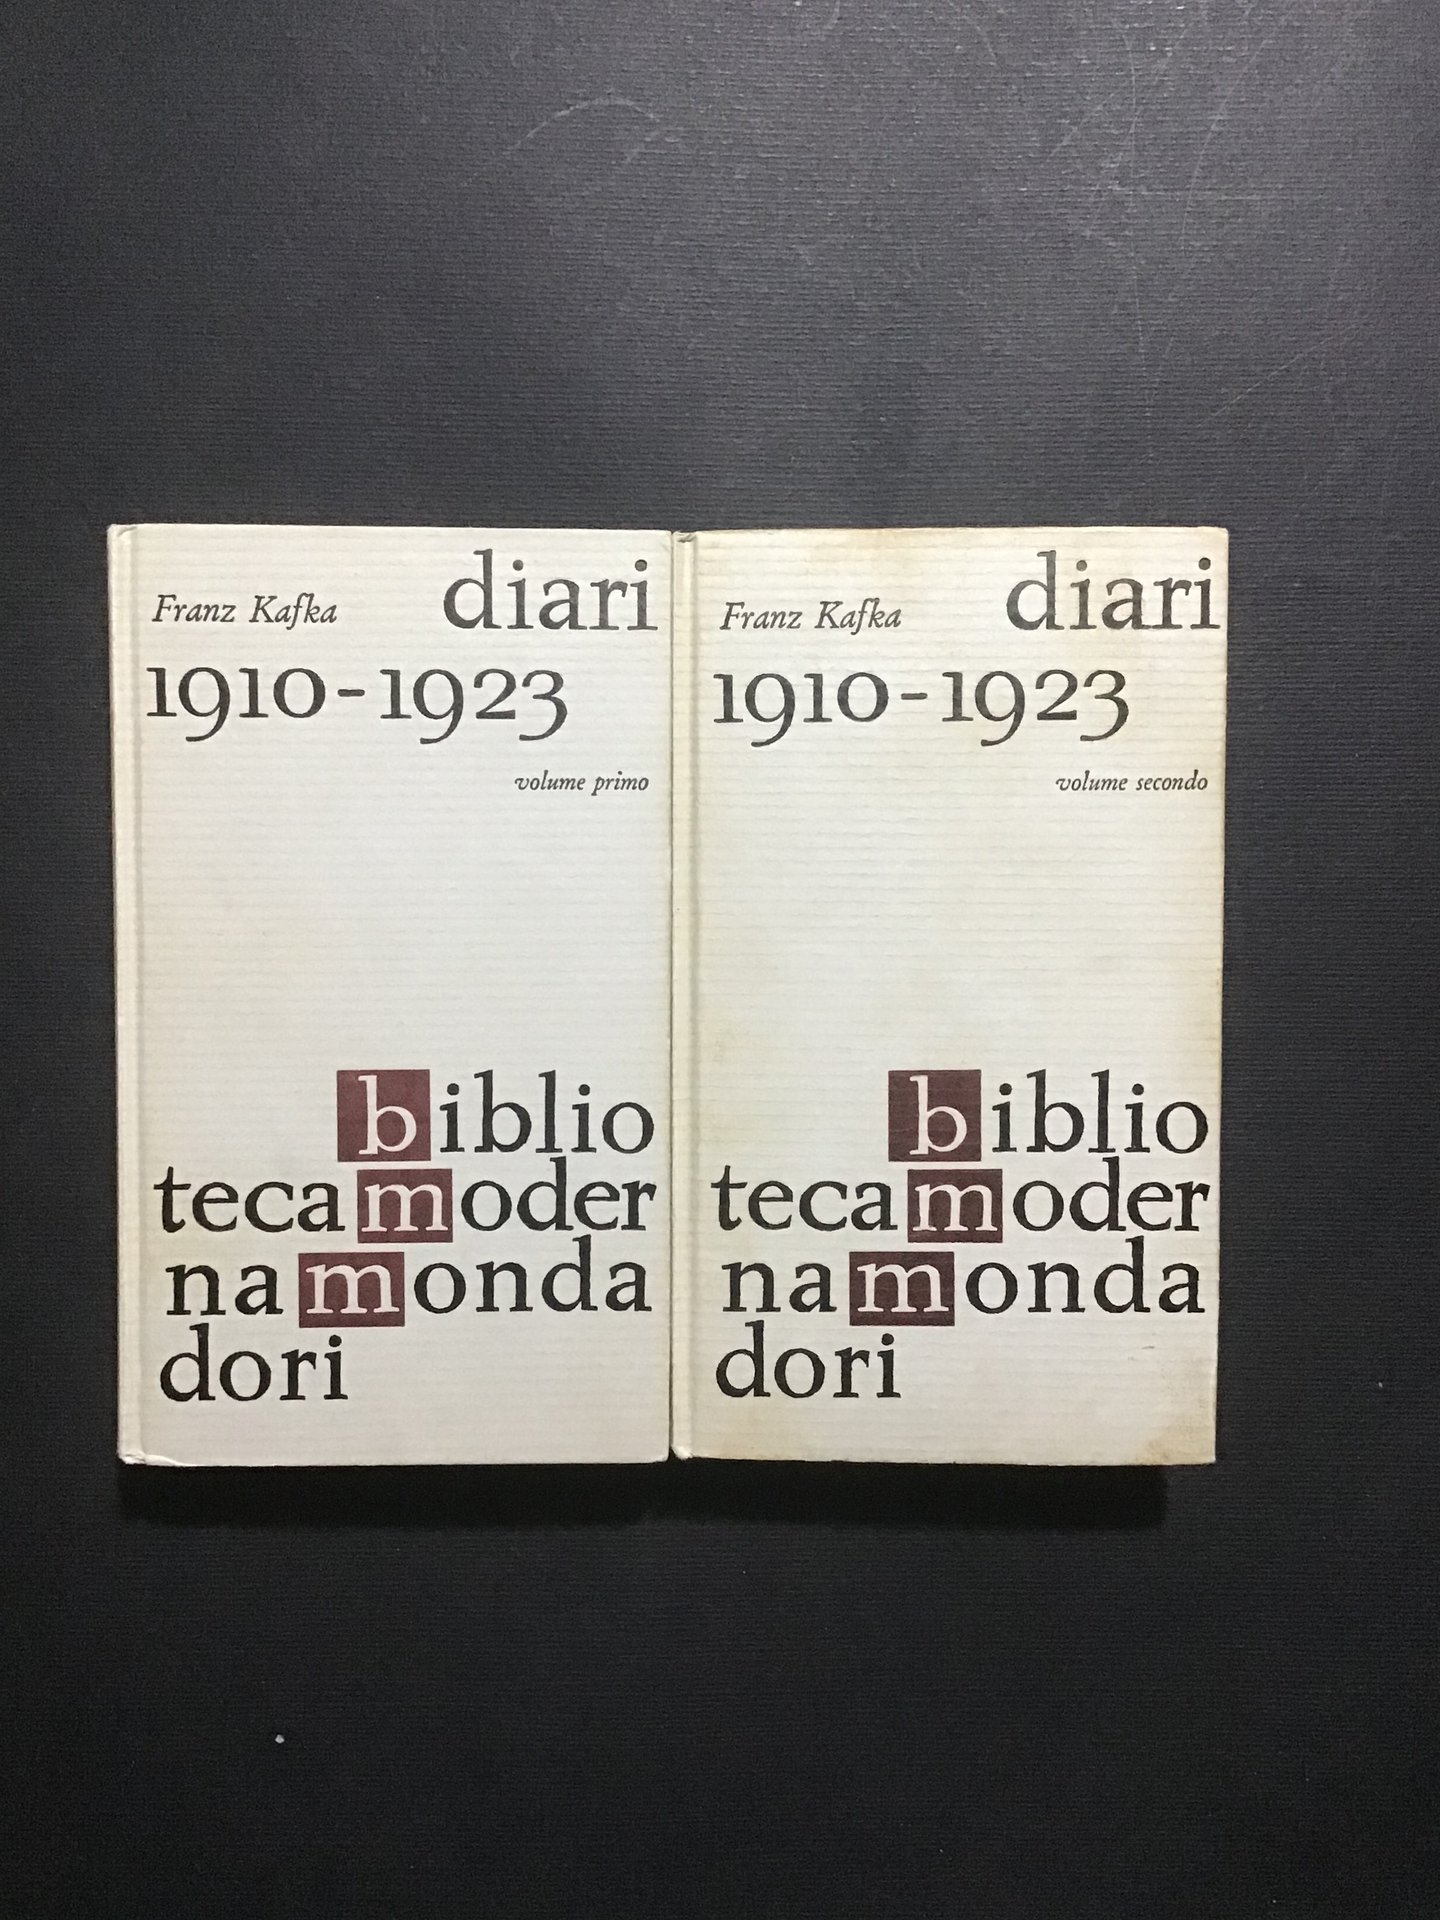 Franz Kafka diari
1910-1923
volume primo
biblio
tecamoder
namonda
dori
Franz Kafka diari
1910-1923
volume secondo
biblio
tecamoder
namonda
dori